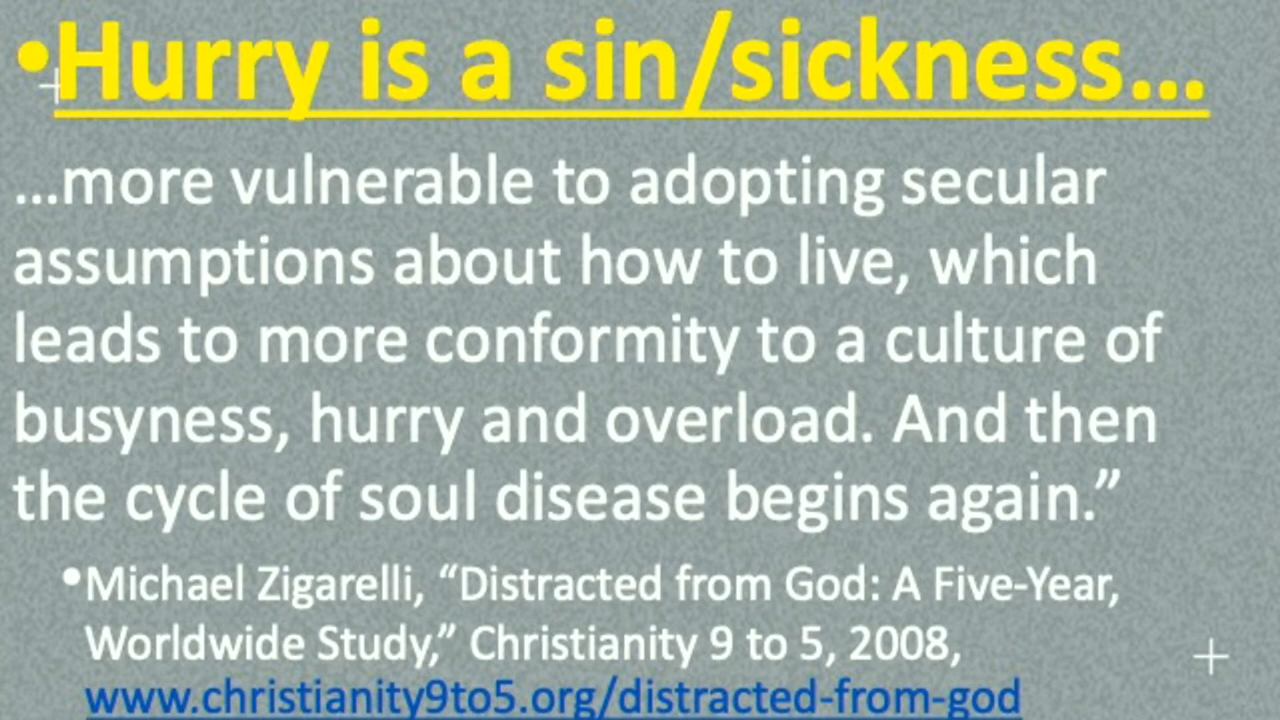 •Hurry is a sin/sickness…
…more vulnerable to adopting secular
assumptions about how to live, which
leads to more conformity to a culture of
busyness, hurry and overload. And then
the cycle of soul disease begins again.”
•Michael Zigarelli, “Distracted from God: A Five-Year,
Worldwide Study,” Christianity 9 to 5, 2008,
www.christianity9to5.org/distracted-from-god